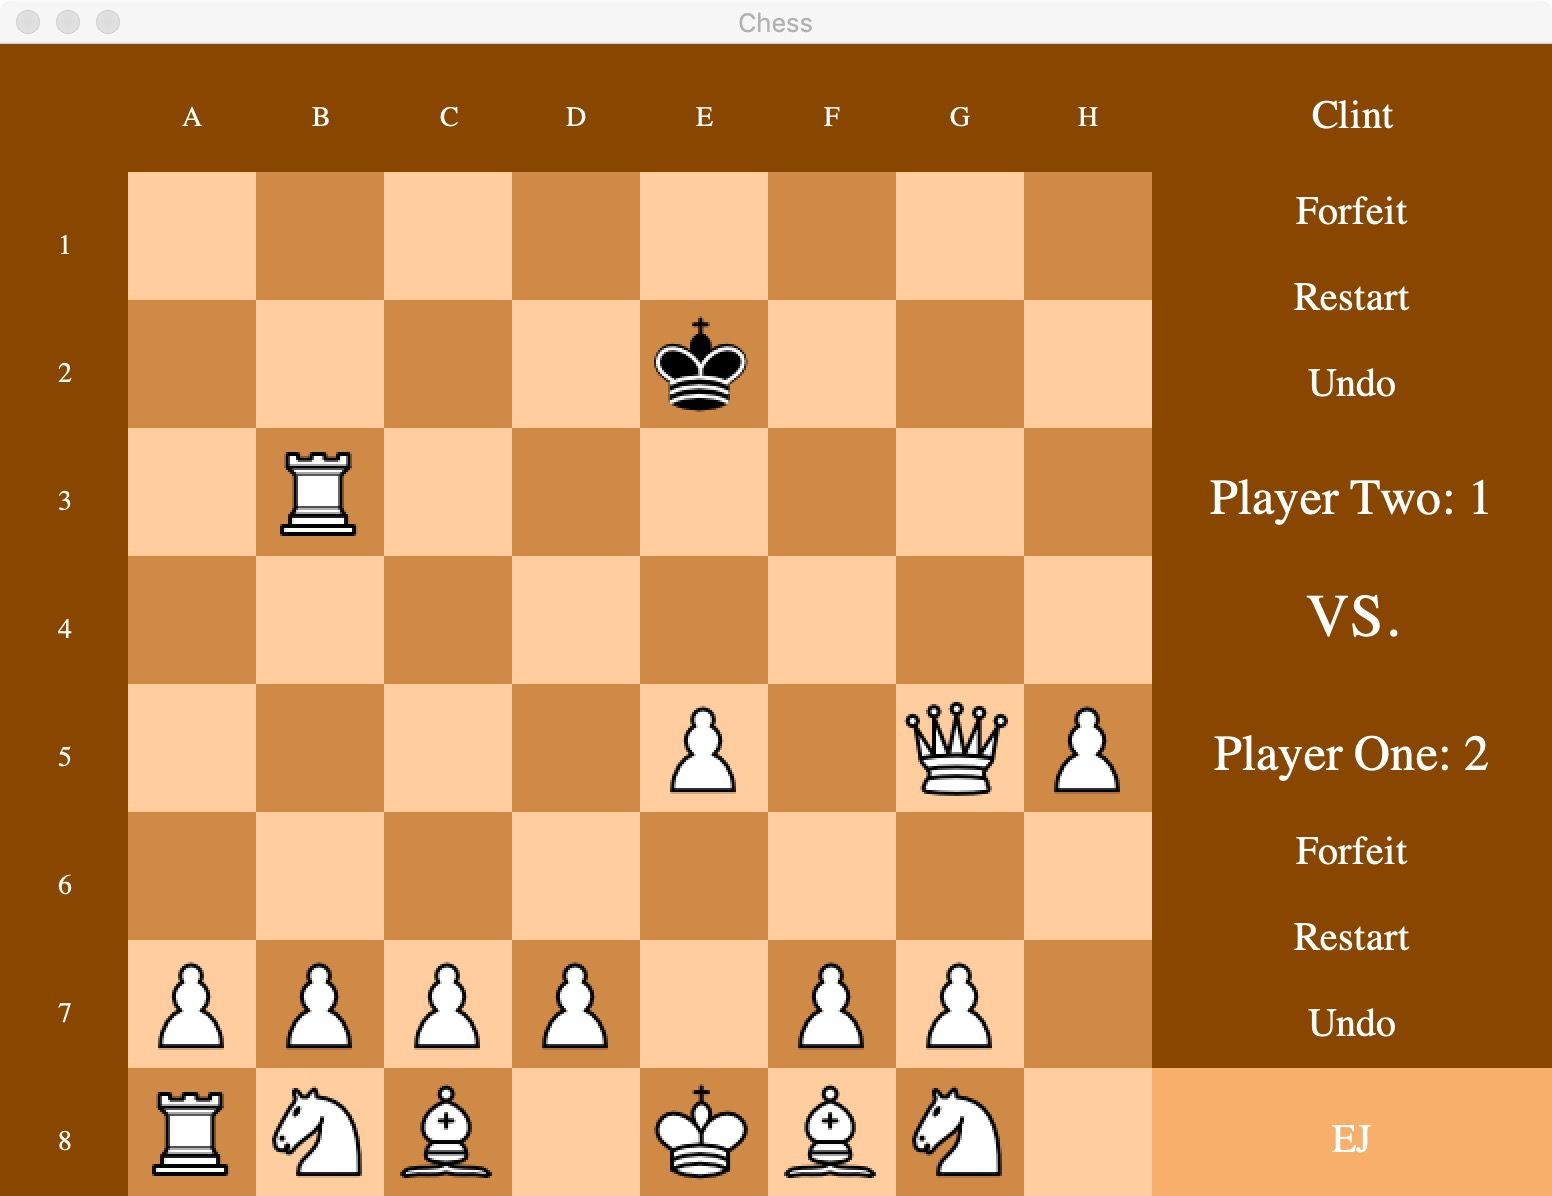 Chess
A B C D E F G H
Clint
Forfeit
1
Restart
2
Undo
3
Player Two: 1
4
VS.
5
Player One: 2
Forfeit
6
Restart
7
Undo
8
EJ